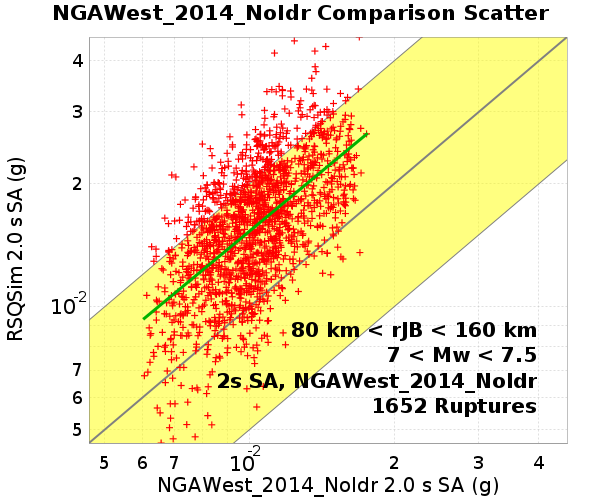 NGAWest_2014_NoIdr Comparison Scatter
RSQSim 2.0 s SA (g)
4
3
2
10-2
7
6
5
80 km < rJB < 160 km
7 < Mw < 7.5
2s SA, NGAWest_2014_NoIdr
1652 Ruptures
5 6 7 10-2 2 3 4
NGAWest_2014_NoIdr 2.0 s SA (g)